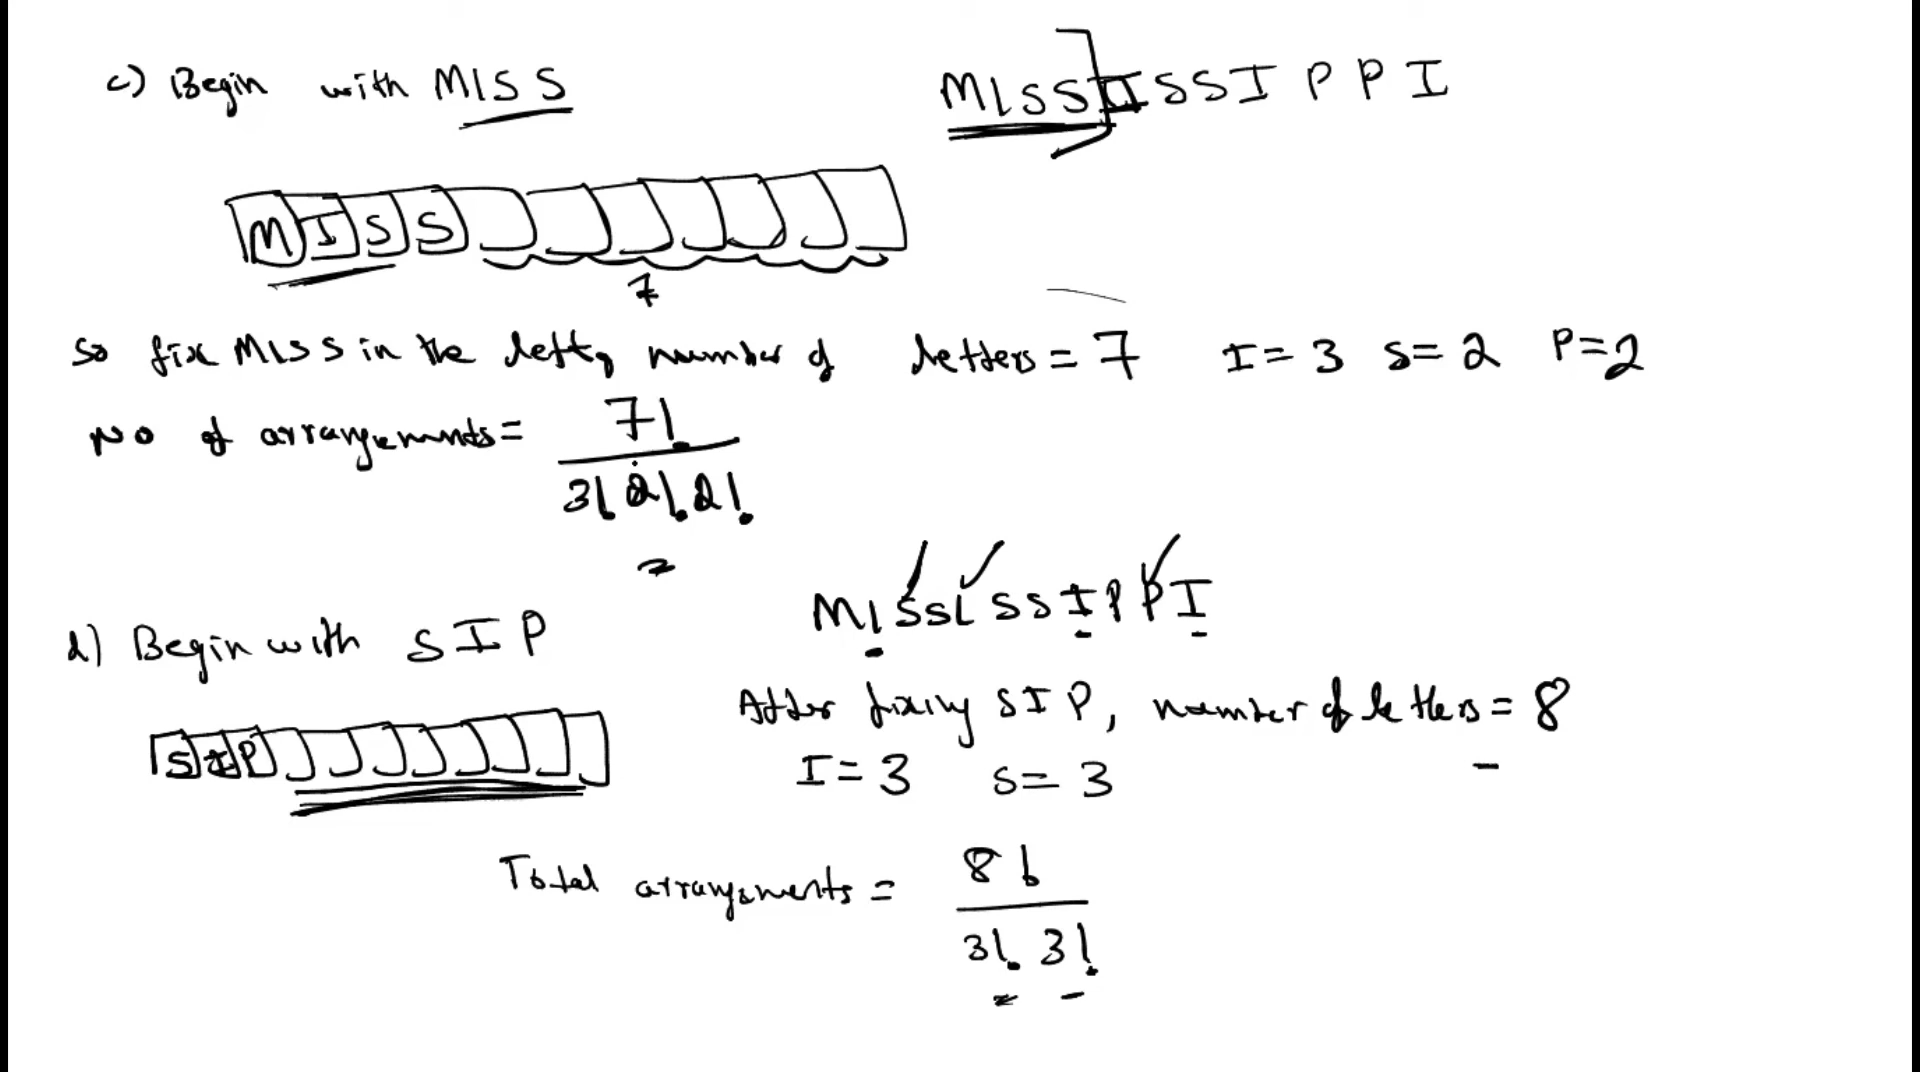 c) Begin with MISS
MISSISSIPPI
M I S S
7
So fix MISS in the left, number of letters = 7 I = 3 S = 2 P = 2
No of arrangements = 7!
3! 2! 2!
MISSISSIPPI
d) Begin with SIP
After fixing SIP, number of letters = 8
S I P
I = 3 S = 3
Total arrangements = 8!
3! 3!